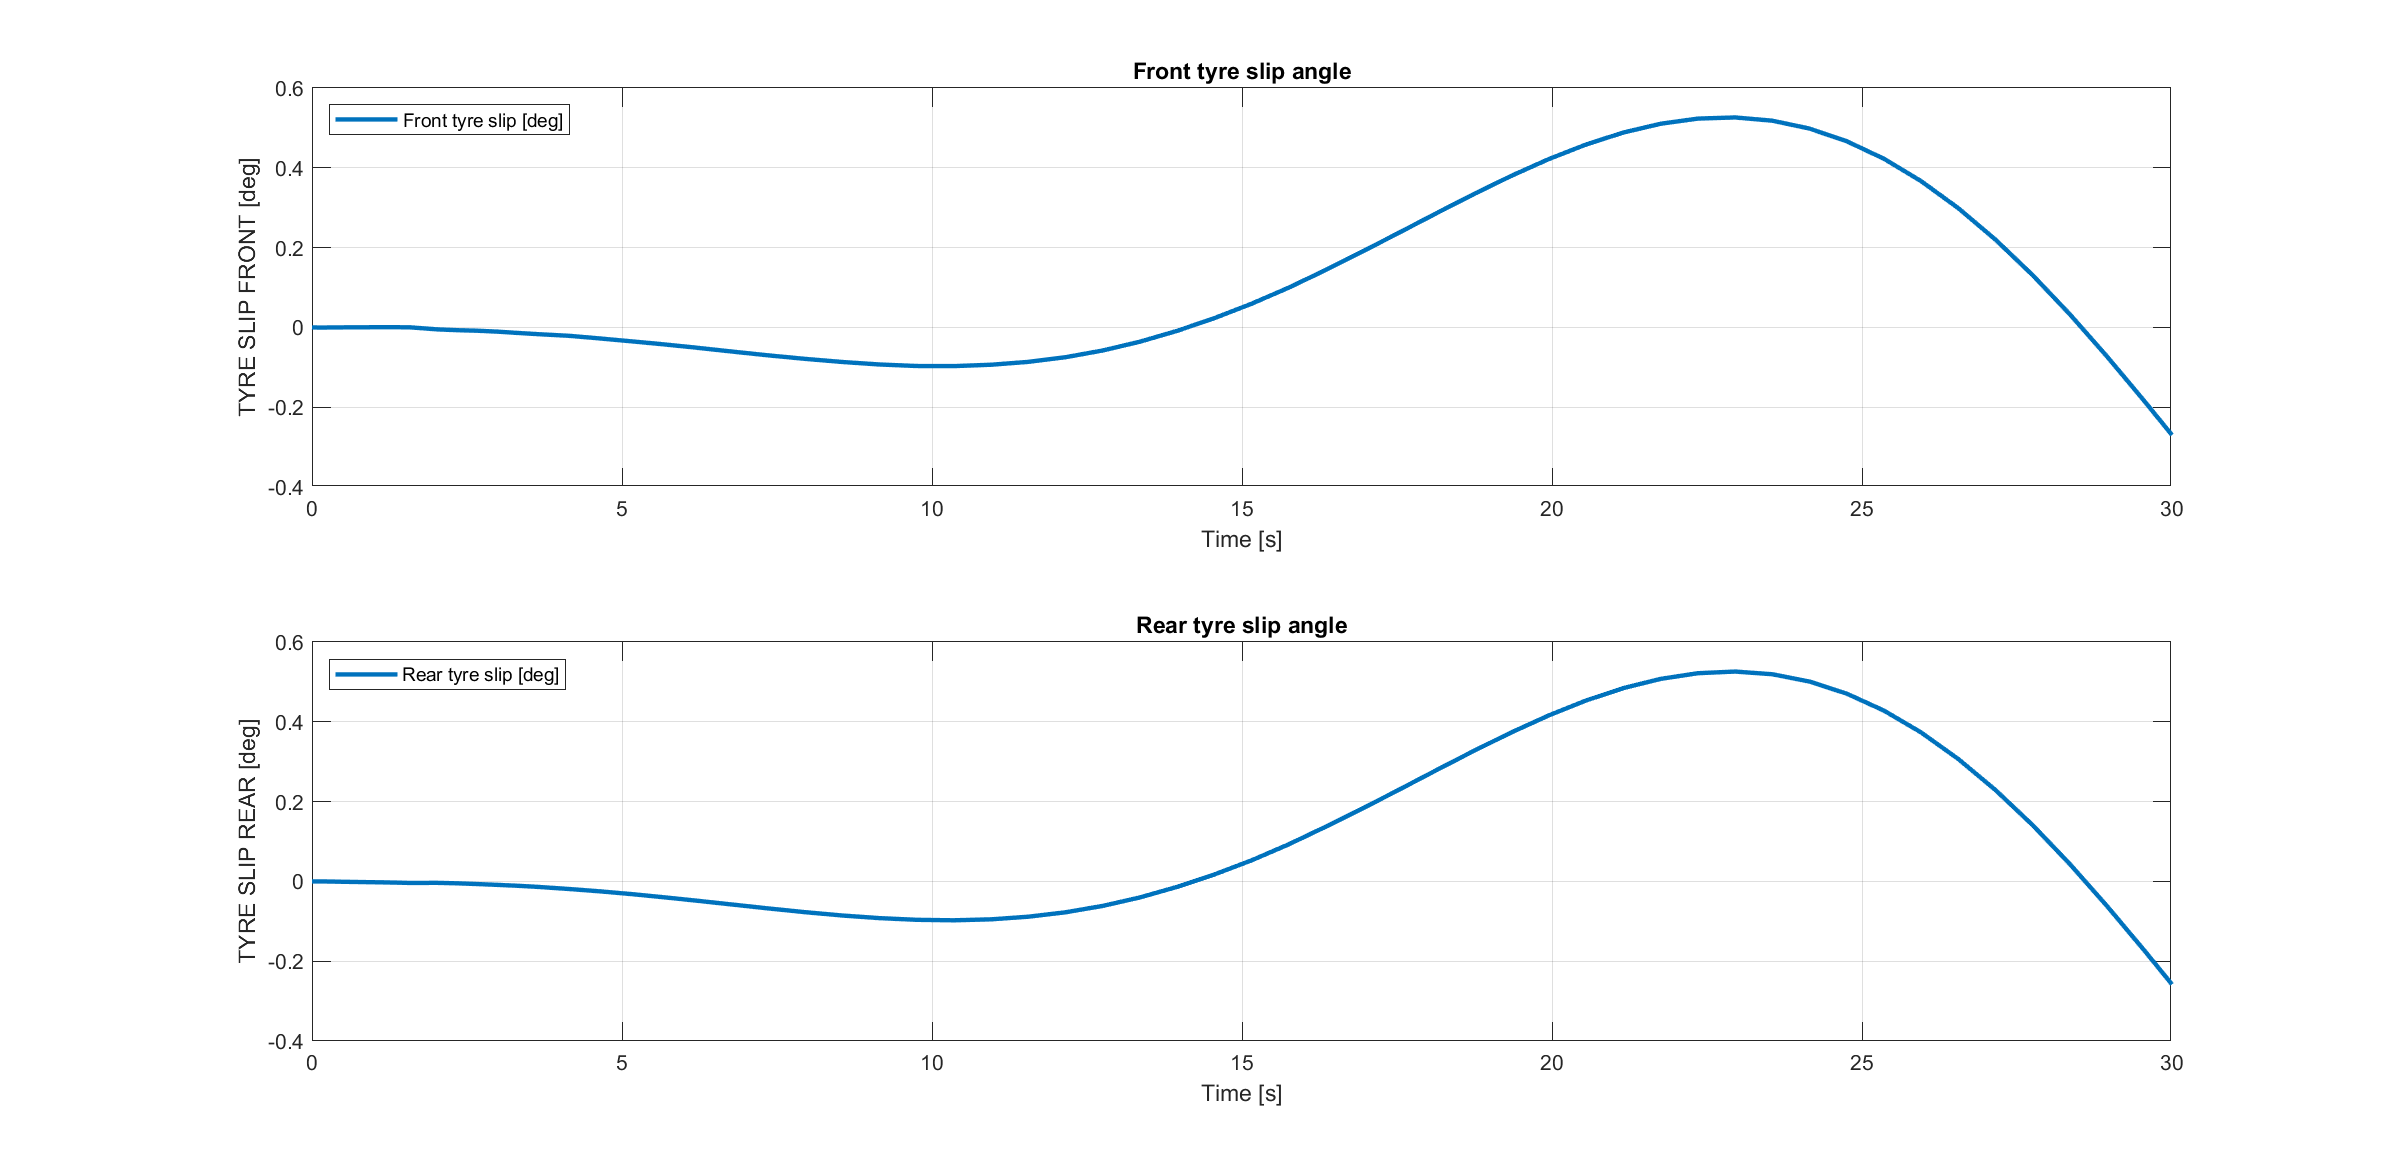 Front tyre slip angle
Front tyre slip [deg]
TYRE SLIP FRONT [deg]
0.6
0.4
0.2
0
-0.2
-0.4
0 5 10 15 20 25 30
Time [s]
Rear tyre slip angle
Rear tyre slip [deg]
TYRE SLIP REAR [deg]
0.6
0.4
0.2
0
-0.2
-0.4
0 5 10 15 20 25 30
Time [s]